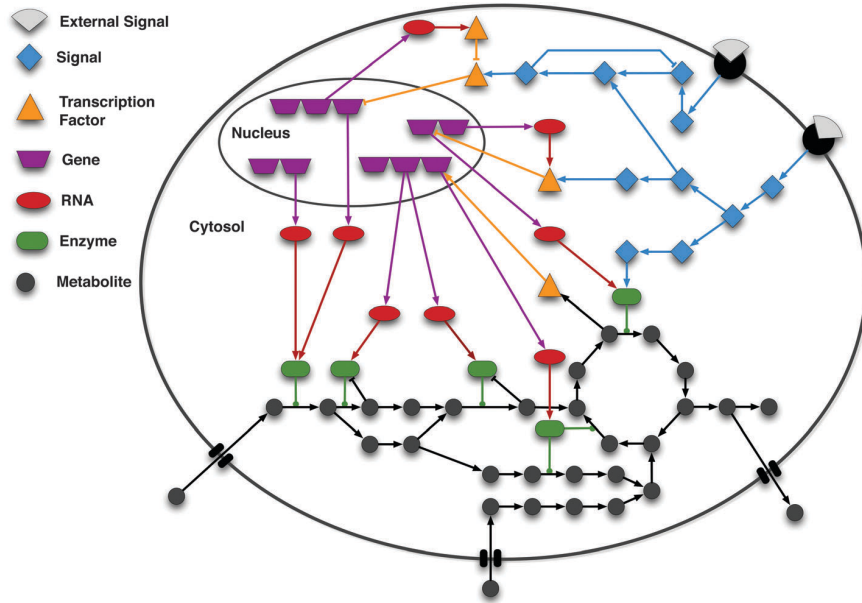 External Signal
Signal
Transcription
Factor
Gene
RNA
Enzyme
Metabolite
Nucleus
Cytosol